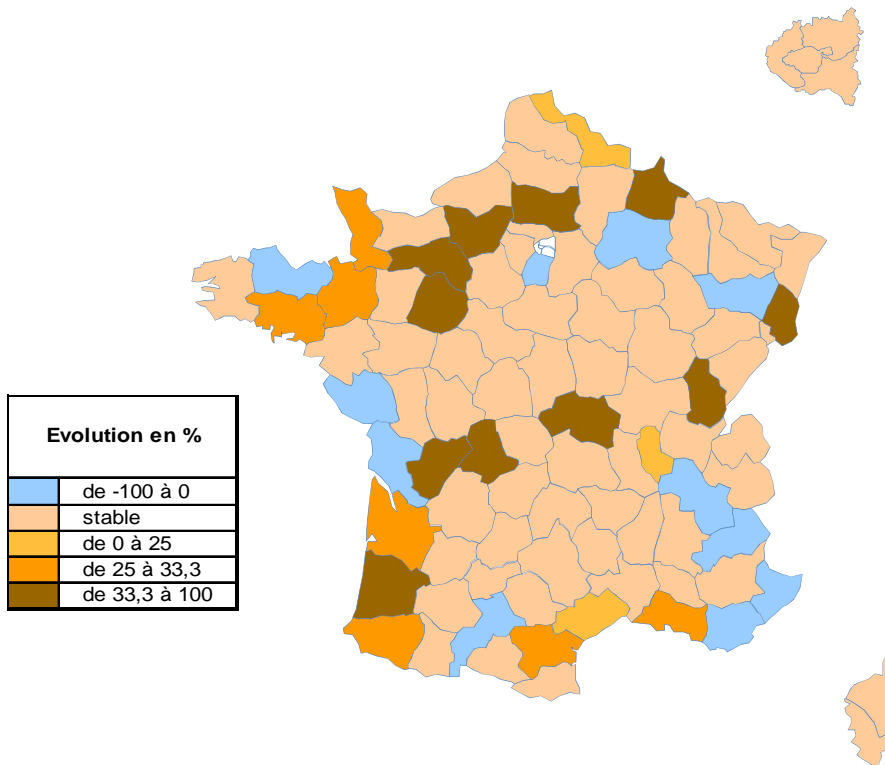 Evolution en %
de -100 à 0
stable
de 0 à 25
de 25 à 33,3
de 33,3 à 100